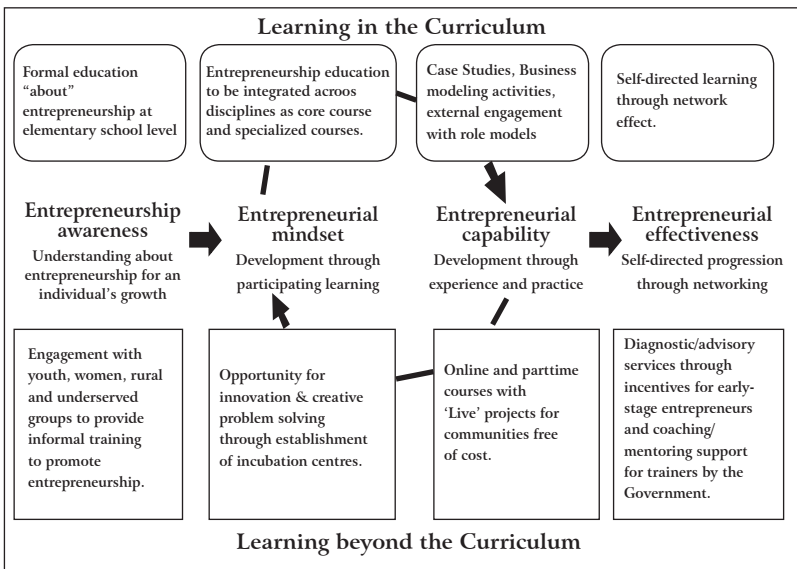 Learning in the Curriculum
Formal education
“about”
entrepreneurship at
elementary school level
Entrepreneurship education
to be integrated acroos
disciplines as core course
and specialized courses.
Case Studies, Business
modeling activities,
external engagement
with role models
Self-directed learning
through network
effect.
Entrepreneurship
awareness
Understanding about
entrepreneurship for an
individual’s growth
Entrepreneurial
mindset
Development through
participating learning
Entrepreneurial
capability
Development through
experience and practice
Entrepreneurial
effectiveness
Self-directed progression
through networking
Engagement with
youth, women, rural
and underserved
groups to provide
informal training
to promote
entrepreneurship.
Opportunity for
innovation & creative
problem solving
through establishment
of incubation centres.
Online and parttime
courses with
‘Live’ projects for
communities free
of cost.
Diagnostic/advisory
services through
incentives for early-
stage entrepreneurs
and coaching/
mentoring support
for trainers by the
Government.
Learning beyond the Curriculum